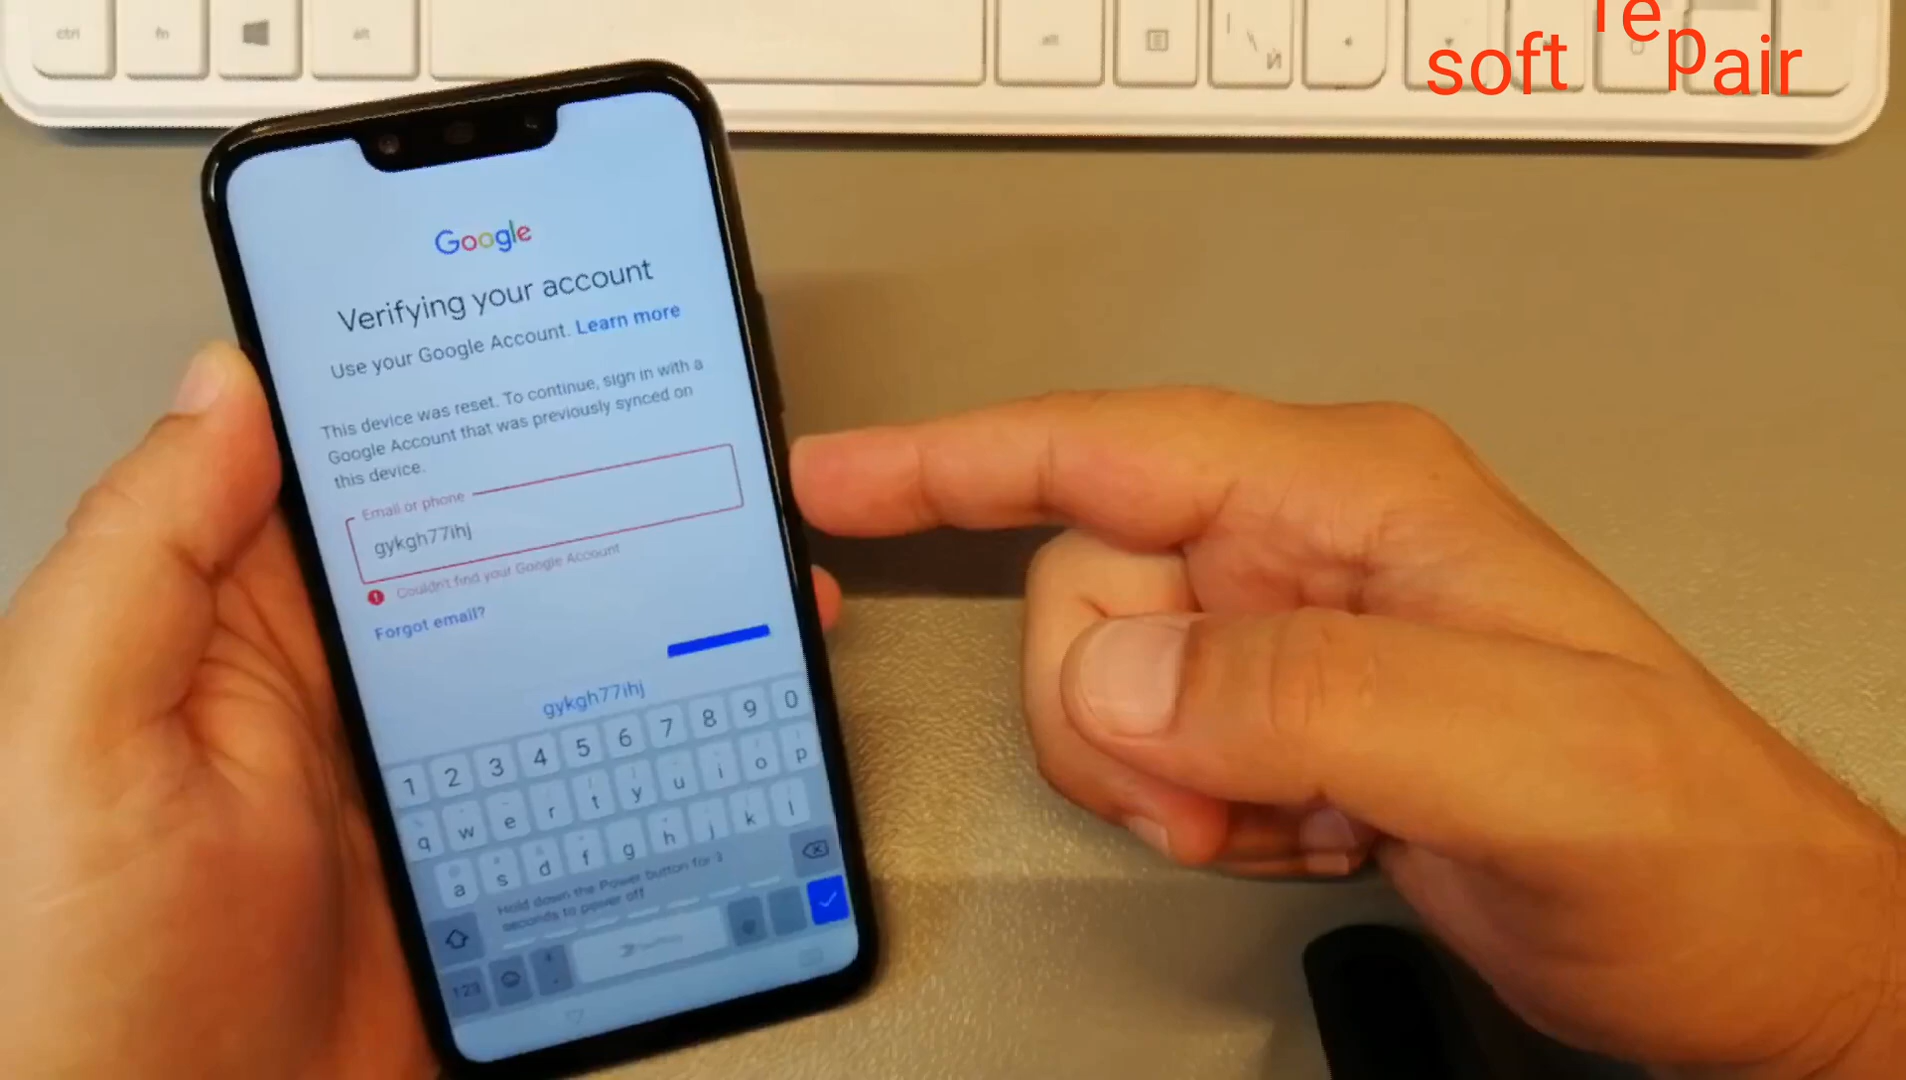 ctrl
fn
alt
alt
Й
soft repair
Google
Verifying your account
Use your Google Account. Learn more
This device was reset. To continue, sign in with a
Google Account that was previously synced on
this device.
Email or phone
gykgh77ihj
Couldn't find your Google Account
Forgot email?
gykgh77ihj
1 2 3 4 5 6 7 8 9 0
q w e r t y u i o p
a s d f g h j k l
Hold down the Power button for 3
seconds to power off
123